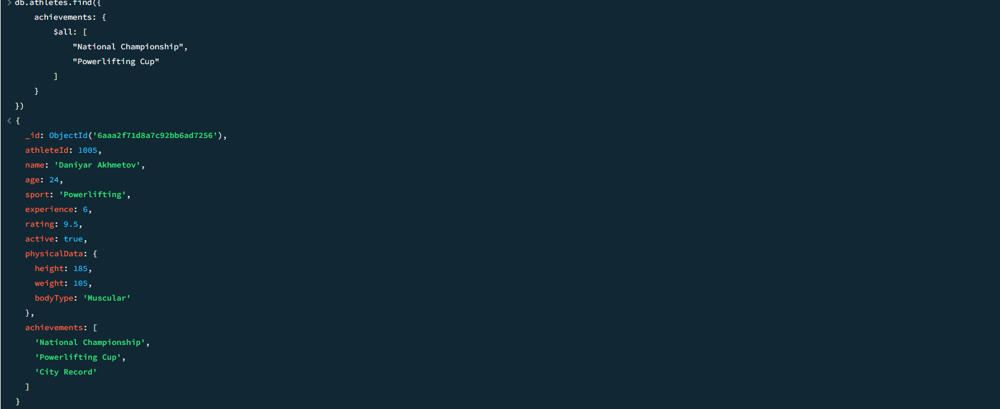 db.athletes.find({
achievements: {
$all: [
"National Championship",
"Powerlifting Cup"
]
}
})
{
_id: ObjectId('6aaa2f71d8a7c92bb6ad7256'),
athleteId: 1005,
name: 'Daniyar Akhmetov',
age: 24,
sport: 'Powerlifting',
experience: 6,
rating: 9.5,
active: true,
physicalData: {
height: 185,
weight: 105,
bodyType: 'Muscular'
},
achievements: [
'National Championship',
'Powerlifting Cup',
'City Record'
]
}